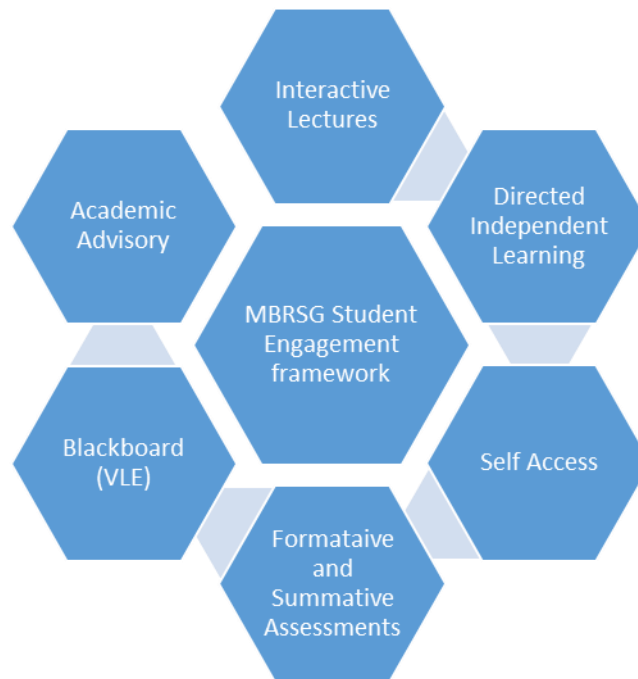 Interactive
Lectures
Directed
Independent
Learning
Self Access
Formataive
and
Summative
Assessments
Blackboard
(VLE)
Academic
Advisory
MBRSG Student
Engagement
framework